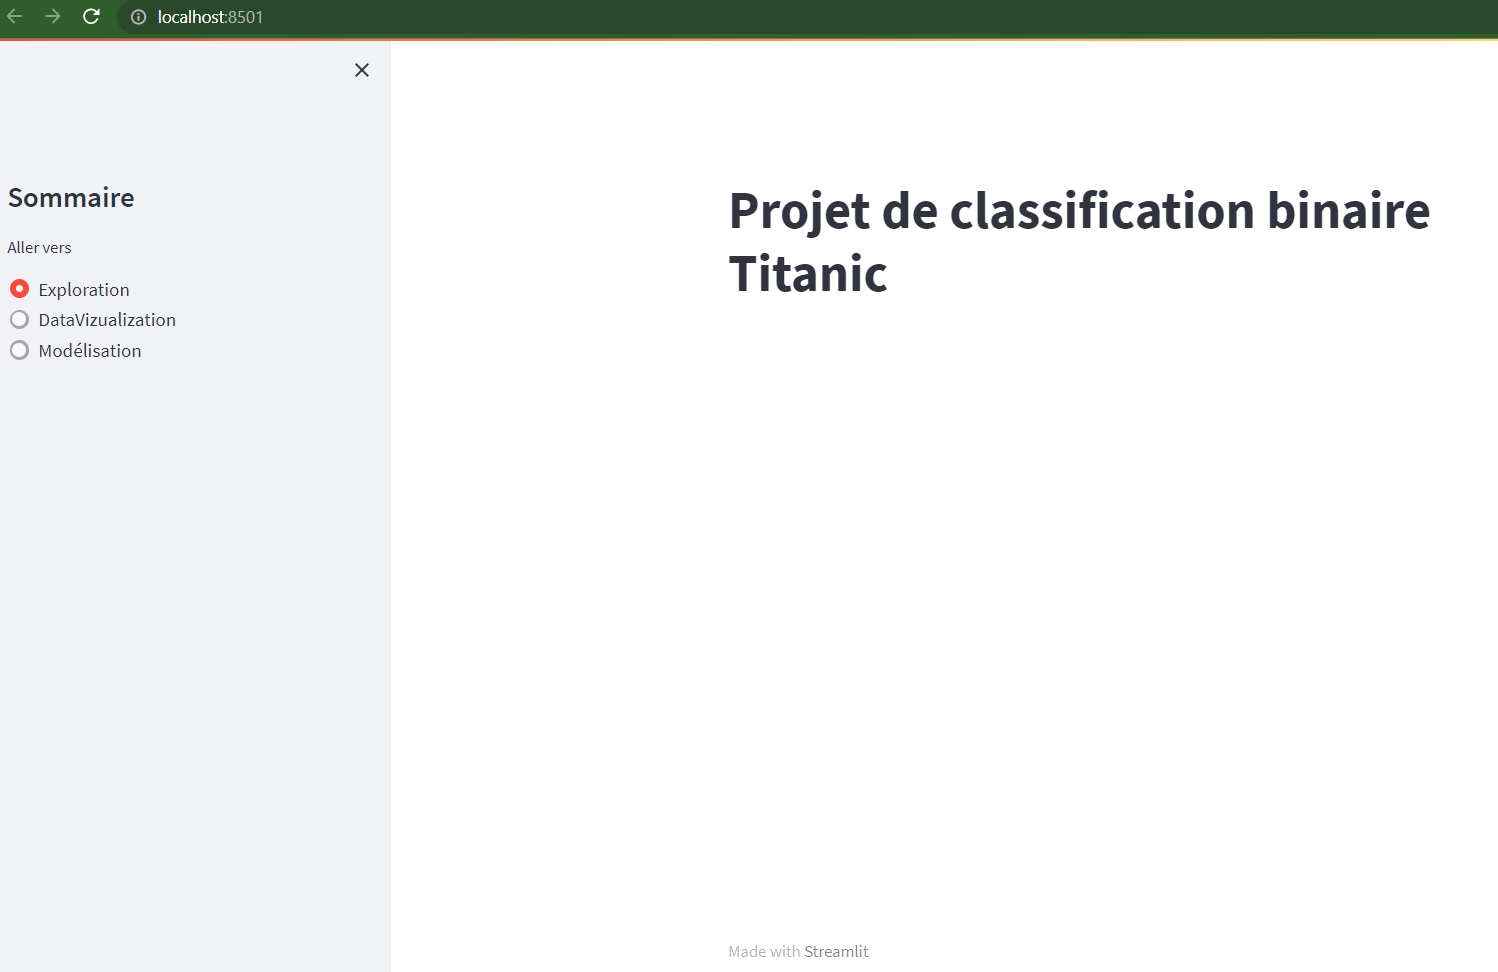 localhost:8501
Sommaire
Aller vers
Exploration
DataVizualization
Modélisation
Projet de classification binaire
Titanic
Made with Streamlit